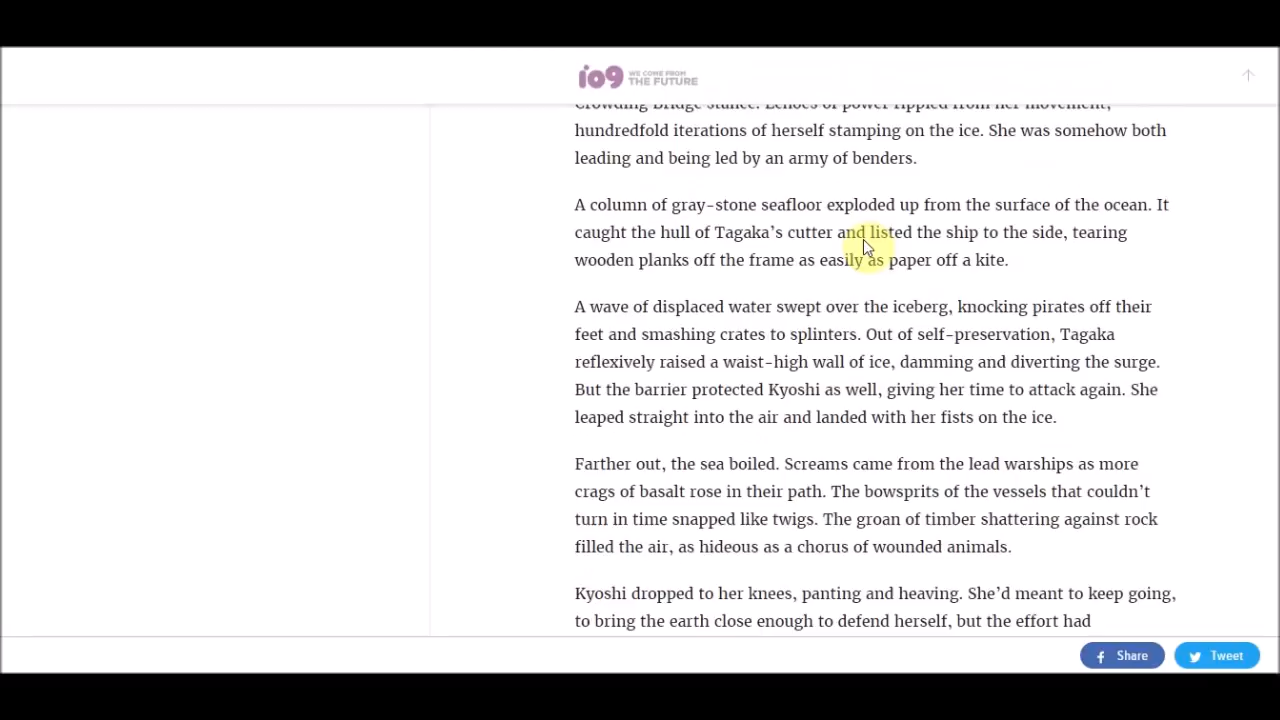 io9 WE COME FROM
THE FUTURE
Crowding Bridge stance. Echoes of power rippled from her movement,
hundredfold iterations of herself stamping on the ice. She was somehow both
leading and being led by an army of benders.
A column of gray-stone seafloor exploded up from the surface of the ocean. It
caught the hull of Tagaka’s cutter and listed the ship to the side, tearing
wooden planks off the frame as easily as paper off a kite.
A wave of displaced water swept over the iceberg, knocking pirates off their
feet and smashing crates to splinters. Out of self-preservation, Tagaka
reflexively raised a waist-high wall of ice, damming and diverting the surge.
But the barrier protected Kyoshi as well, giving her time to attack again. She
leaped straight into the air and landed with her fists on the ice.
Farther out, the sea boiled. Screams came from the lead warships as more
crags of basalt rose in their path. The bowsprits of the vessels that couldn’t
turn in time snapped like twigs. The groan of timber shattering against rock
filled the air, as hideous as a chorus of wounded animals.
Kyoshi dropped to her knees, panting and heaving. She’d meant to keep going,
to bring the earth close enough to defend herself, but the effort had
Share Tweet